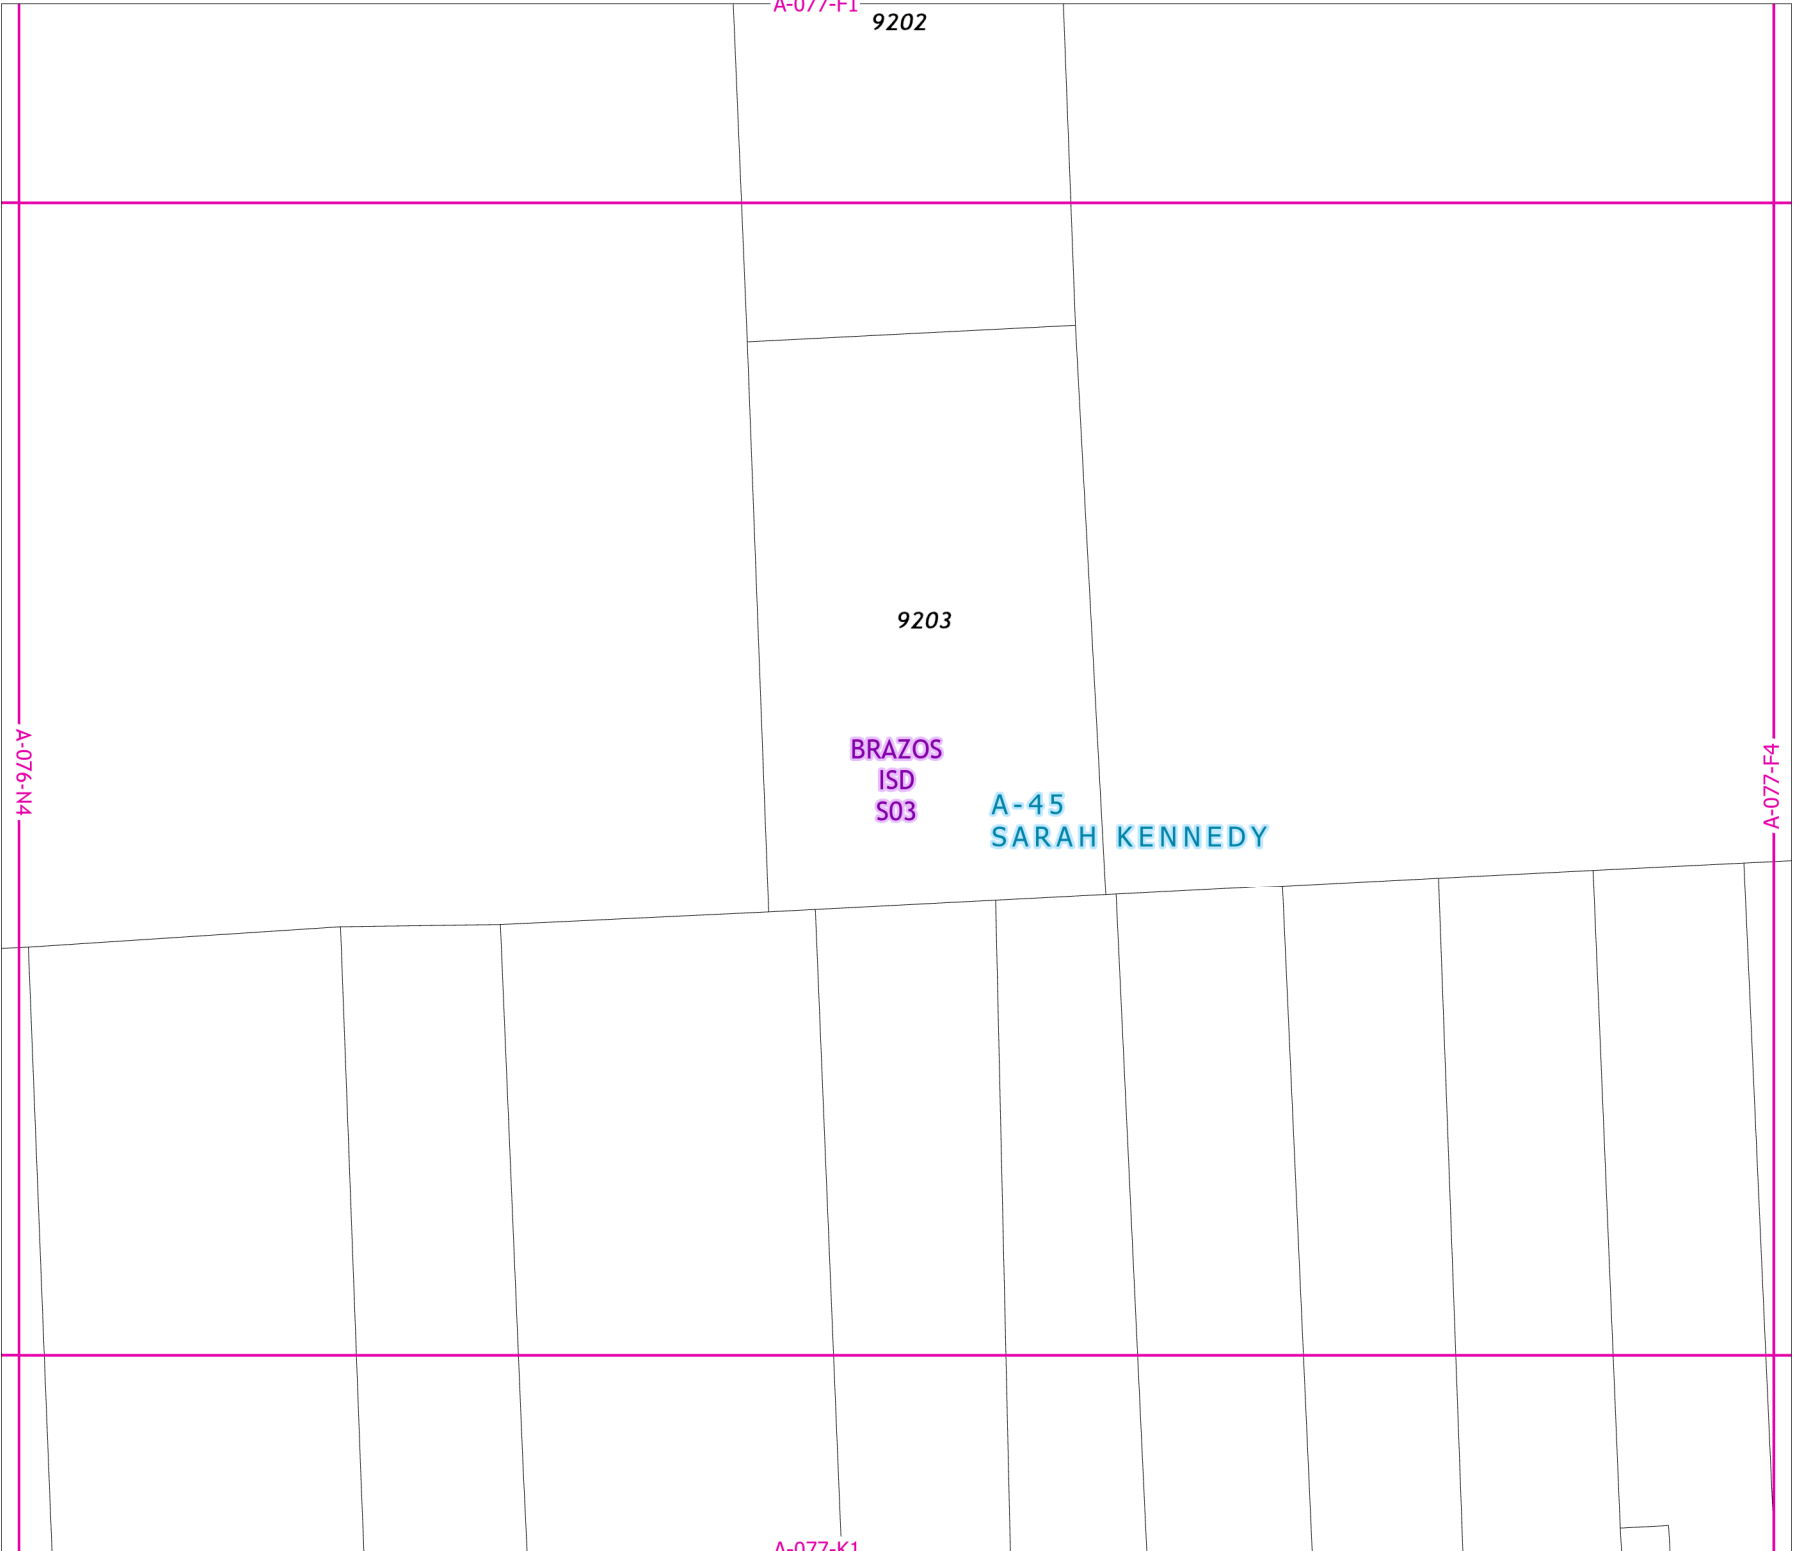 A-077-F1
9202
9203
A-076-N4
A-077-F4
BRAZOS
ISD
S03
A-45
SARAH KENNEDY
A-077-K1